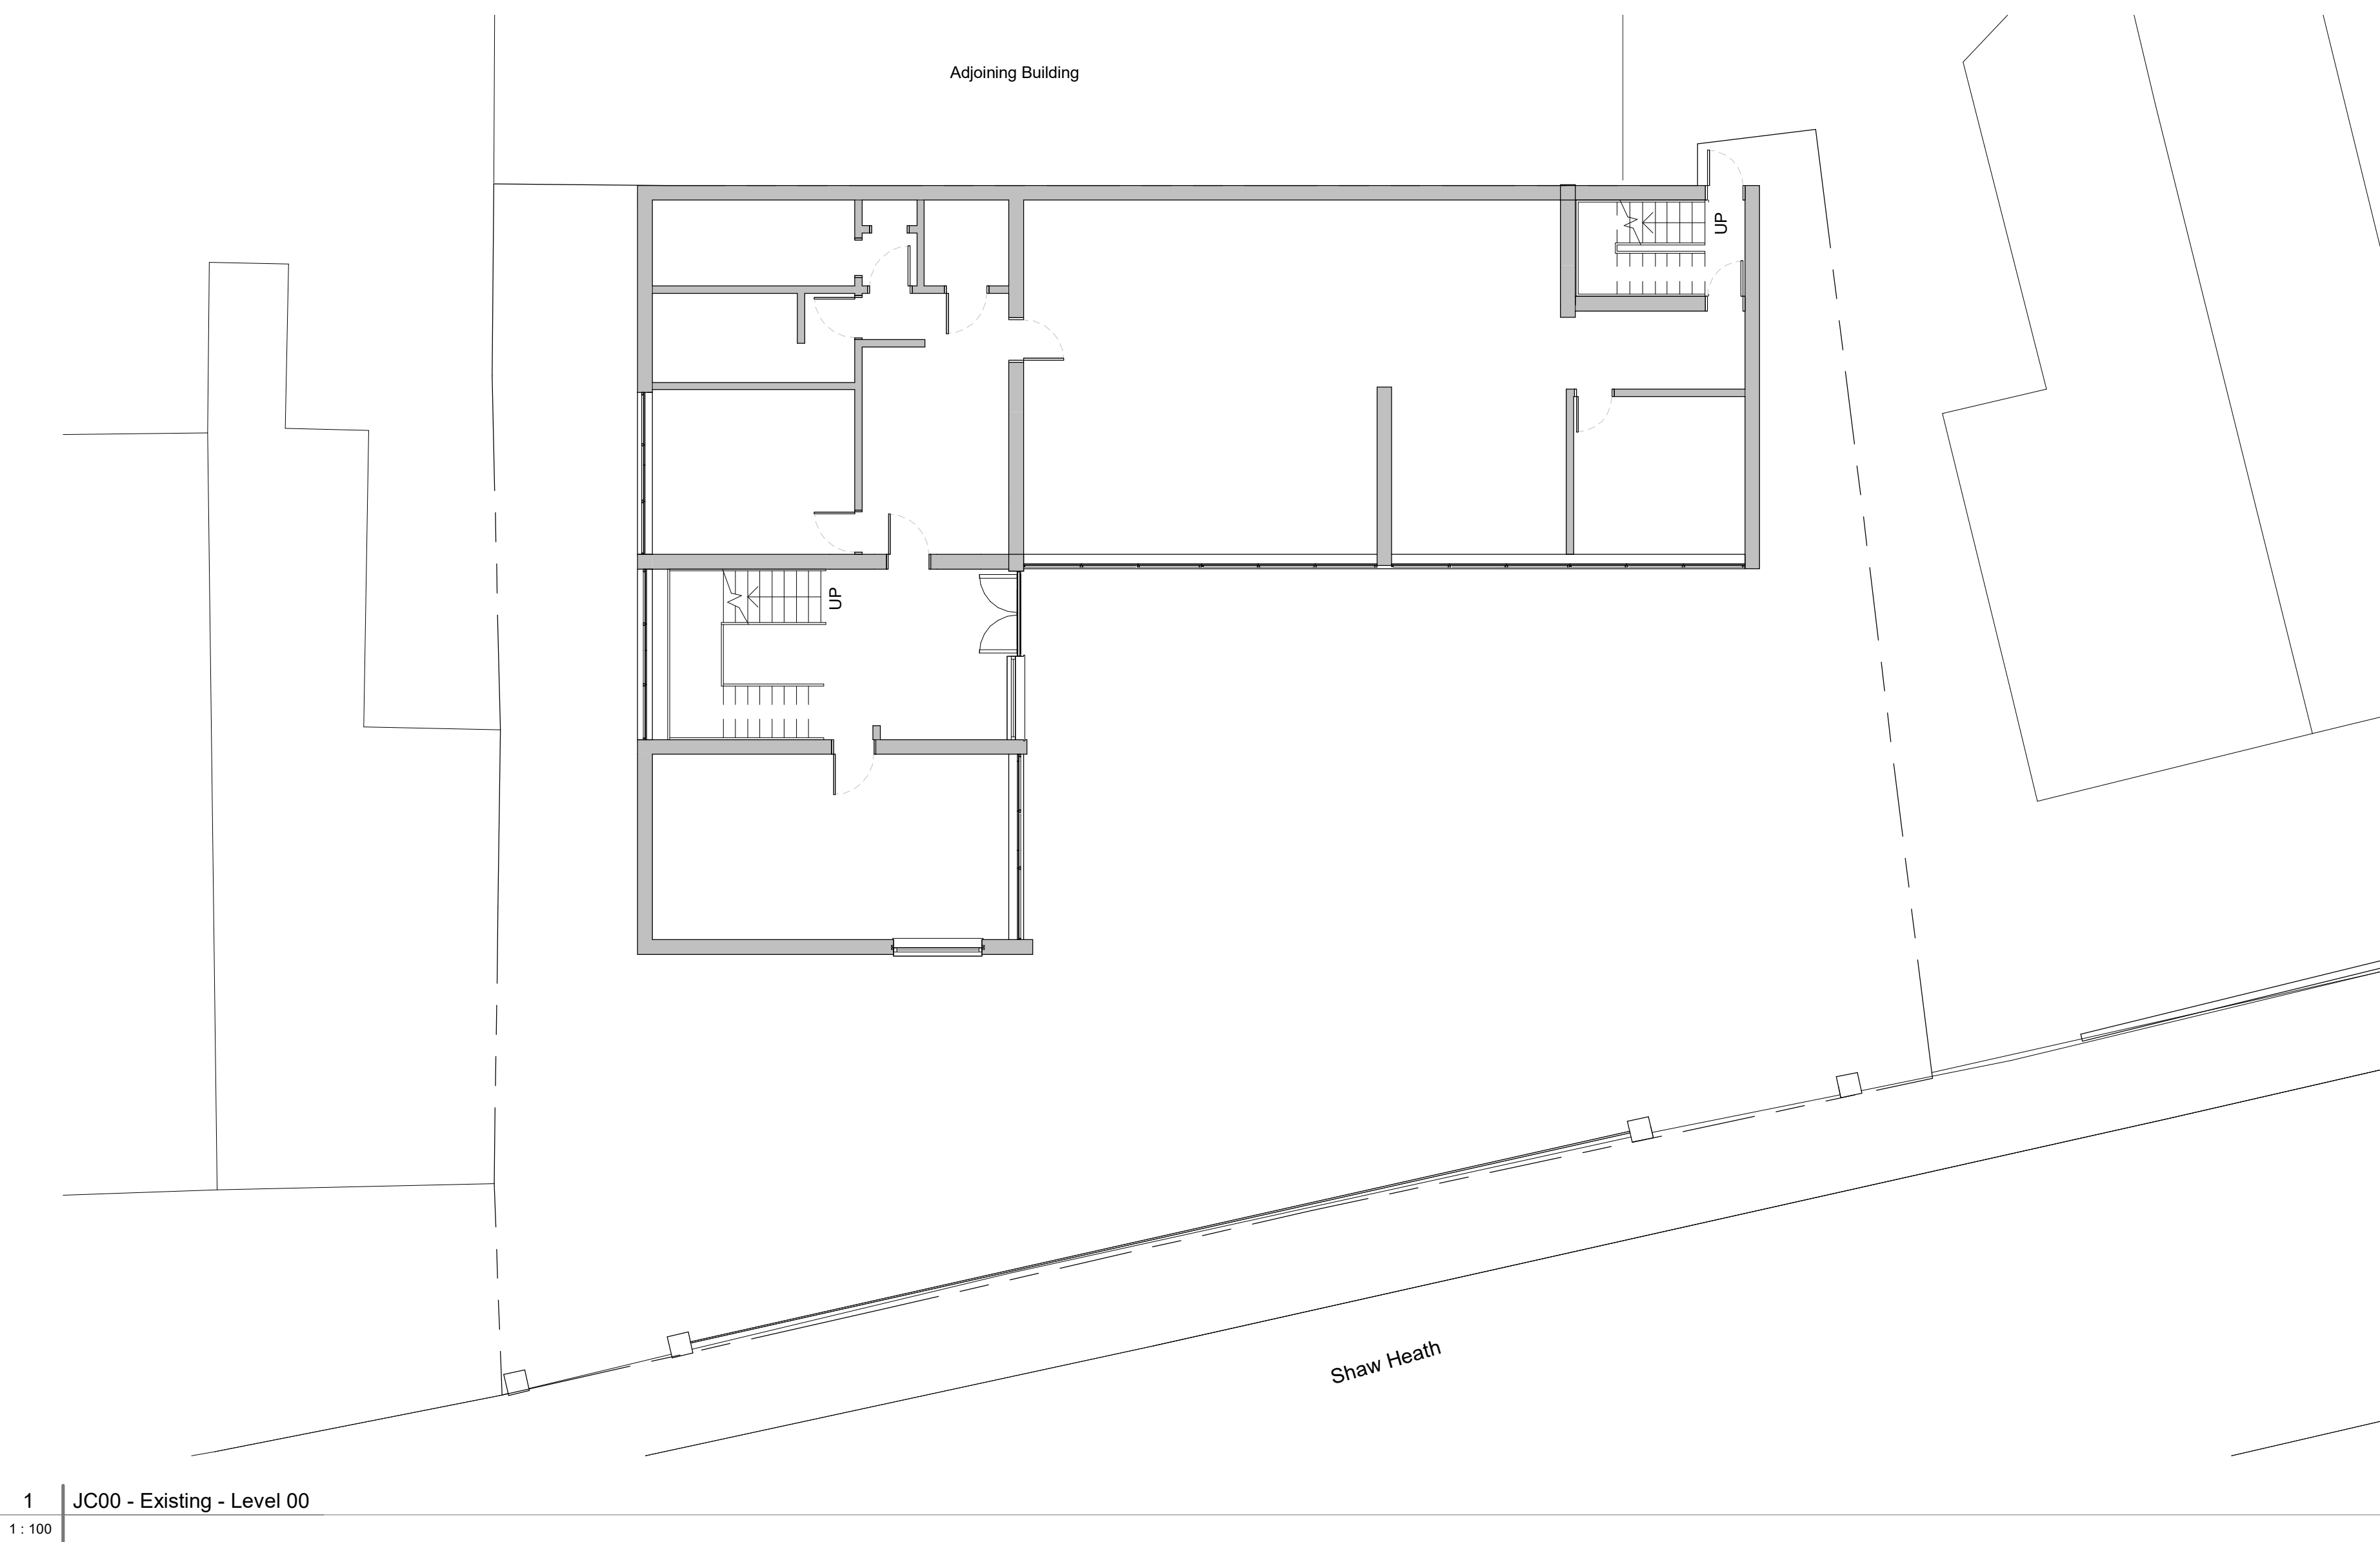 Adjoining Building
UP
UP
Shaw Heath
1 JC00 - Existing - Level 00
1 : 100